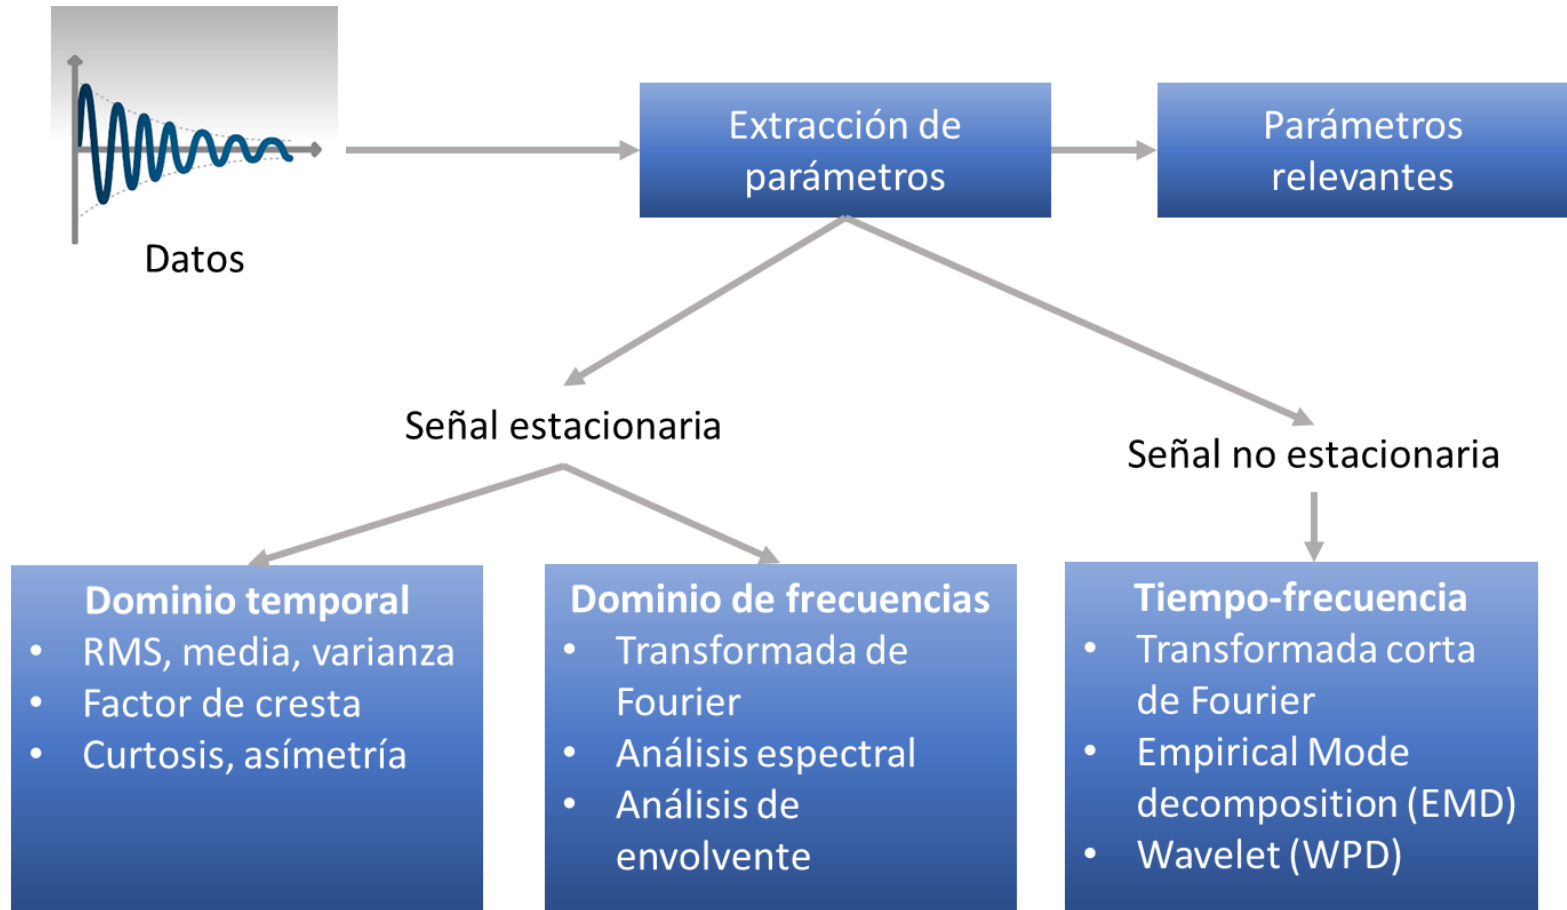 Extracción de
parámetros
Parámetros
relevantes
Datos
Señal estacionaria
Señal no estacionaria
Dominio temporal
• RMS, media, varianza
• Factor de cresta
• Curtosis, asímetría
Dominio de frecuencias
• Transformada de
Fourier
• Análisis espectral
• Análisis de
envolvente
Tiempo-frecuencia
• Transformada corta
de Fourier
• Empirical Mode
decomposition (EMD)
• Wavelet (WPD)